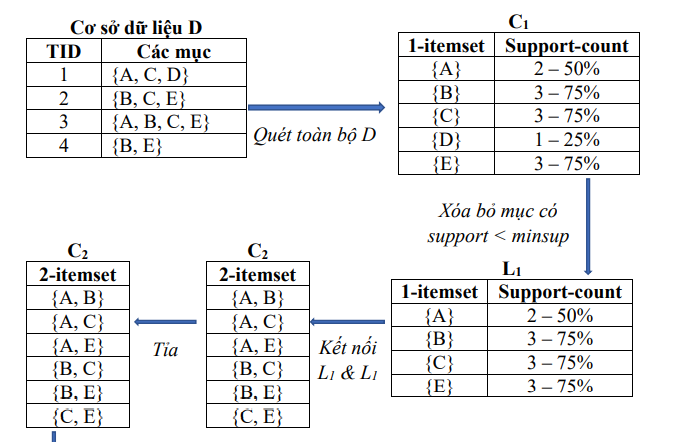 Cơ sở dữ liệu D
TID Các mục
1 {A, C, D}
2 {B, C, E}
3 {A, B, C, E}
4 {B, E}
Quét toàn bộ D
C₁
1-itemset Support-count
{A} 2 – 50%
{B} 3 – 75%
{C} 3 – 75%
{D} 1 – 25%
{E} 3 – 75%
Xóa bỏ mục có
support < minsup
L₁
1-itemset Support-count
{A} 2 – 50%
{B} 3 – 75%
{C} 3 – 75%
{E} 3 – 75%
Kết nối
L₁ & L₁
C₂
2-itemset
{A, B}
{A, C}
{A, E}
{B, C}
{B, E}
{C, E}
Tỉa
C₂
2-itemset
{A, B}
{A, C}
{A, E}
{B, C}
{B, E}
{C, E}